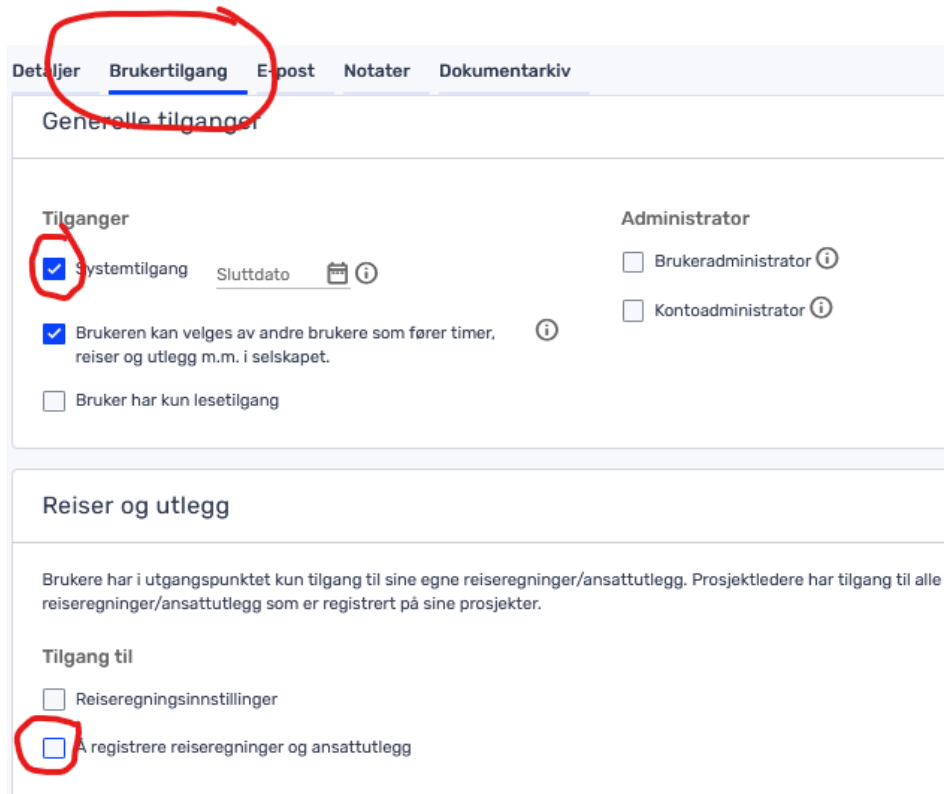 Detaljer Brukertilgang E-post Notater Dokumentarkiv
Generelle tilganger
Tilganger
Administrator
Systemtilgang Sluttdato
Brukeradministrator
Kontoadministrator
Brukeren kan velges av andre brukere som fører timer,
reiser og utlegg m.m. i selskapet.
Bruker har kun lesetilgang
Reiser og utlegg
Brukere har i utgangspunktet kun tilgang til sine egne reiseregninger/ansattutlegg. Prosjektledere har tilgang til alle
reiseregninger/ansattutlegg som er registrert på sine prosjekter.
Tilgang til
Reiseregningsinnstillinger
Å registrere reiseregninger og ansattutlegg